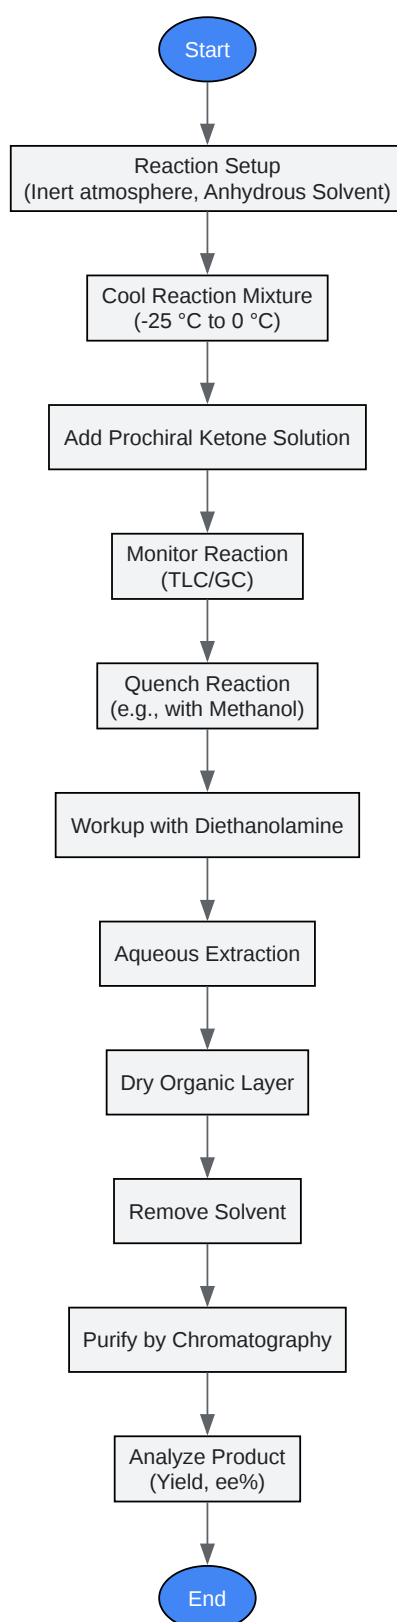 Start
Reaction Setup
(Inert atmosphere, Anhydrous Solvent)
Cool Reaction Mixture
(-25 °C to 0 °C)
Add Prochiral Ketone Solution
Monitor Reaction
(TLC/GC)
Quench Reaction
(e.g., with Methanol)
Workup with Diethanolamine
Aqueous Extraction
Dry Organic Layer
Remove Solvent
Purify by Chromatography
Analyze Product
(Yield, ee%)
End